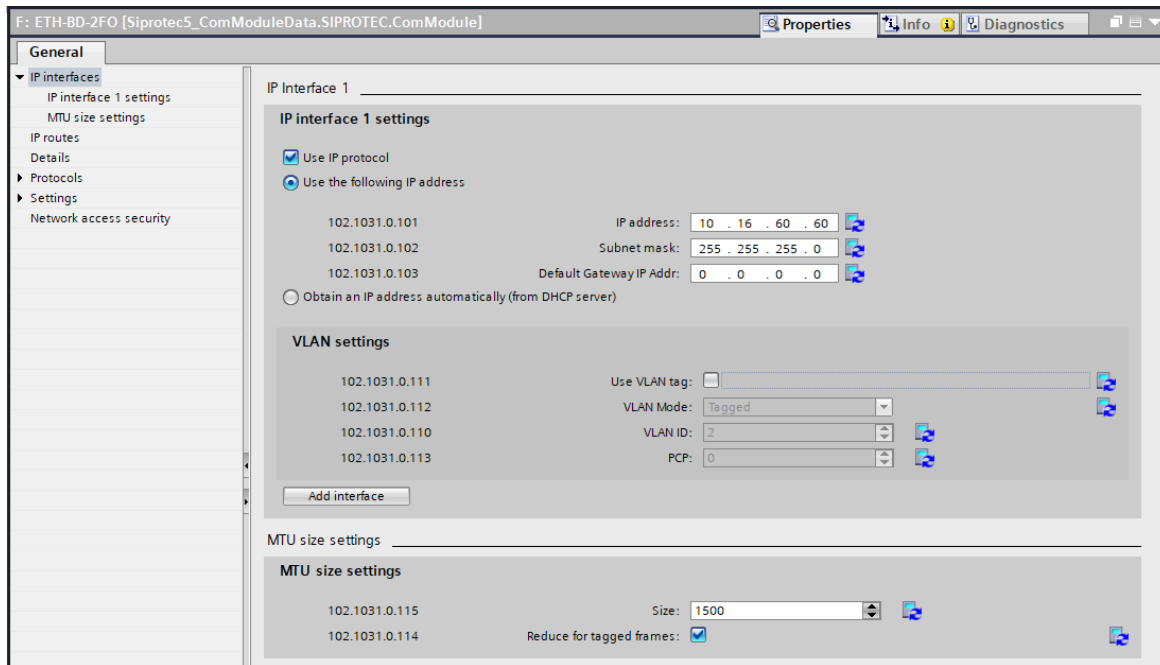 F: ETH-BD-2FO [Siprotec5_ComModuleData.SIPROTEC.ComModule]
Properties
Info
Diagnostics
General
IP interfaces
IP interface 1 settings
MTU size settings
IP routes
Details
Protocols
Settings
Network access security
IP Interface 1
IP interface 1 settings
Use IP protocol
Use the following IP address
102.1031.0.101 IP address: 10 . 16 . 60 . 60
102.1031.0.102 Subnet mask: 255 . 255 . 255 . 0
102.1031.0.103 Default Gateway IP Addr: 0 . 0 . 0 . 0
Obtain an IP address automatically (from DHCP server)
VLAN settings
102.1031.0.111 Use VLAN tag:
102.1031.0.112 VLAN Mode: Tagged
102.1031.0.110 VLAN ID: 2
102.1031.0.113 PCP: 0
Add interface
MTU size settings
MTU size settings
102.1031.0.115 Size: 1500
102.1031.0.114 Reduce for tagged frames: